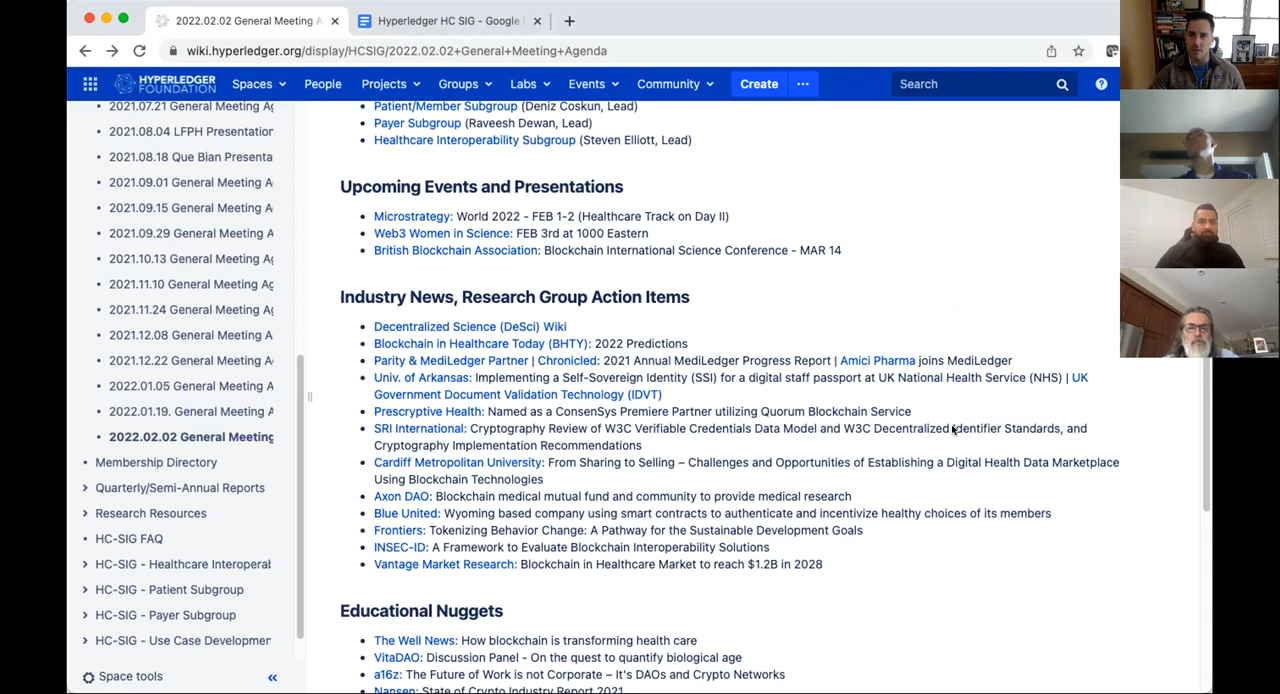 2022.02.02 General Meeting A
Hyperledger HC SIG - Google
wiki.hyperledger.org/display/HCSIG/2022.02.02+General+Meeting+Agenda
HYPERLEDGER FOUNDATION Spaces People Projects Groups Labs Events Community Create ... Search
2021.07.21 General Meeting Ag
2021.08.04 LFPH Presentation
2021.08.18 Que Bian Presenta
2021.09.01 General Meeting A
2021.09.15 General Meeting A
2021.09.29 General Meeting A
2021.10.13 General Meeting Ag
2021.11.10 General Meeting Ag
2021.11.24 General Meeting A
2021.12.08 General Meeting A
2021.12.22 General Meeting A
2022.01.05 General Meeting A
2022.01.19. General Meeting A
2022.02.02 General Meeting
Membership Directory
Quarterly/Semi-Annual Reports
Research Resources
HC-SIG FAQ
HC-SIG - Healthcare Interoperal
HC-SIG - Patient Subgroup
HC-SIG - Payer Subgroup
HC-SIG - Use Case Developmer
Space tools
Patient/Member Subgroup (Deniz Coskun, Lead)
Payer Subgroup (Raveesh Dewan, Lead)
Healthcare Interoperability Subgroup (Steven Elliott, Lead)
Upcoming Events and Presentations
Microstrategy: World 2022 - FEB 1-2 (Healthcare Track on Day II)
Web3 Women in Science: FEB 3rd at 1000 Eastern
British Blockchain Association: Blockchain International Science Conference - MAR 14
Industry News, Research Group Action Items
Decentralized Science (DeSci) Wiki
Blockchain in Healthcare Today (BHTY): 2022 Predictions
Parity & MediLedger Partner | Chronicled: 2021 Annual MediLedger Progress Report | Amici Pharma joins MediLedger
Univ. of Arkansas: Implementing a Self-Sovereign Identity (SSI) for a digital staff passport at UK National Health Service (NHS) | UK
Government Document Validation Technology (IDVT)
Prescryptive Health: Named as a ConsenSys Premiere Partner utilizing Quorum Blockchain Service
SRI International: Cryptography Review of W3C Verifiable Credentials Data Model and W3C Decentralized Identifier Standards, and
Cryptography Implementation Recommendations
Cardiff Metropolitan University: From Sharing to Selling – Challenges and Opportunities of Establishing a Digital Health Data Marketplace
Using Blockchain Technologies
Axon DAO: Blockchain medical mutual fund and community to provide medical research
Blue United: Wyoming based company using smart contracts to authenticate and incentivize healthy choices of its members
Frontiers: Tokenizing Behavior Change: A Pathway for the Sustainable Development Goals
INSEC-ID: A Framework to Evaluate Blockchain Interoperability Solutions
Vantage Market Research: Blockchain in Healthcare Market to reach $1.2B in 2028
Educational Nuggets
The Well News: How blockchain is transforming health care
VitaDAO: Discussion Panel - On the quest to quantify biological age
a16z: The Future of Work is not Corporate – It's DAOs and Crypto Networks
Nansen: State of Crypto Industry Report 2021